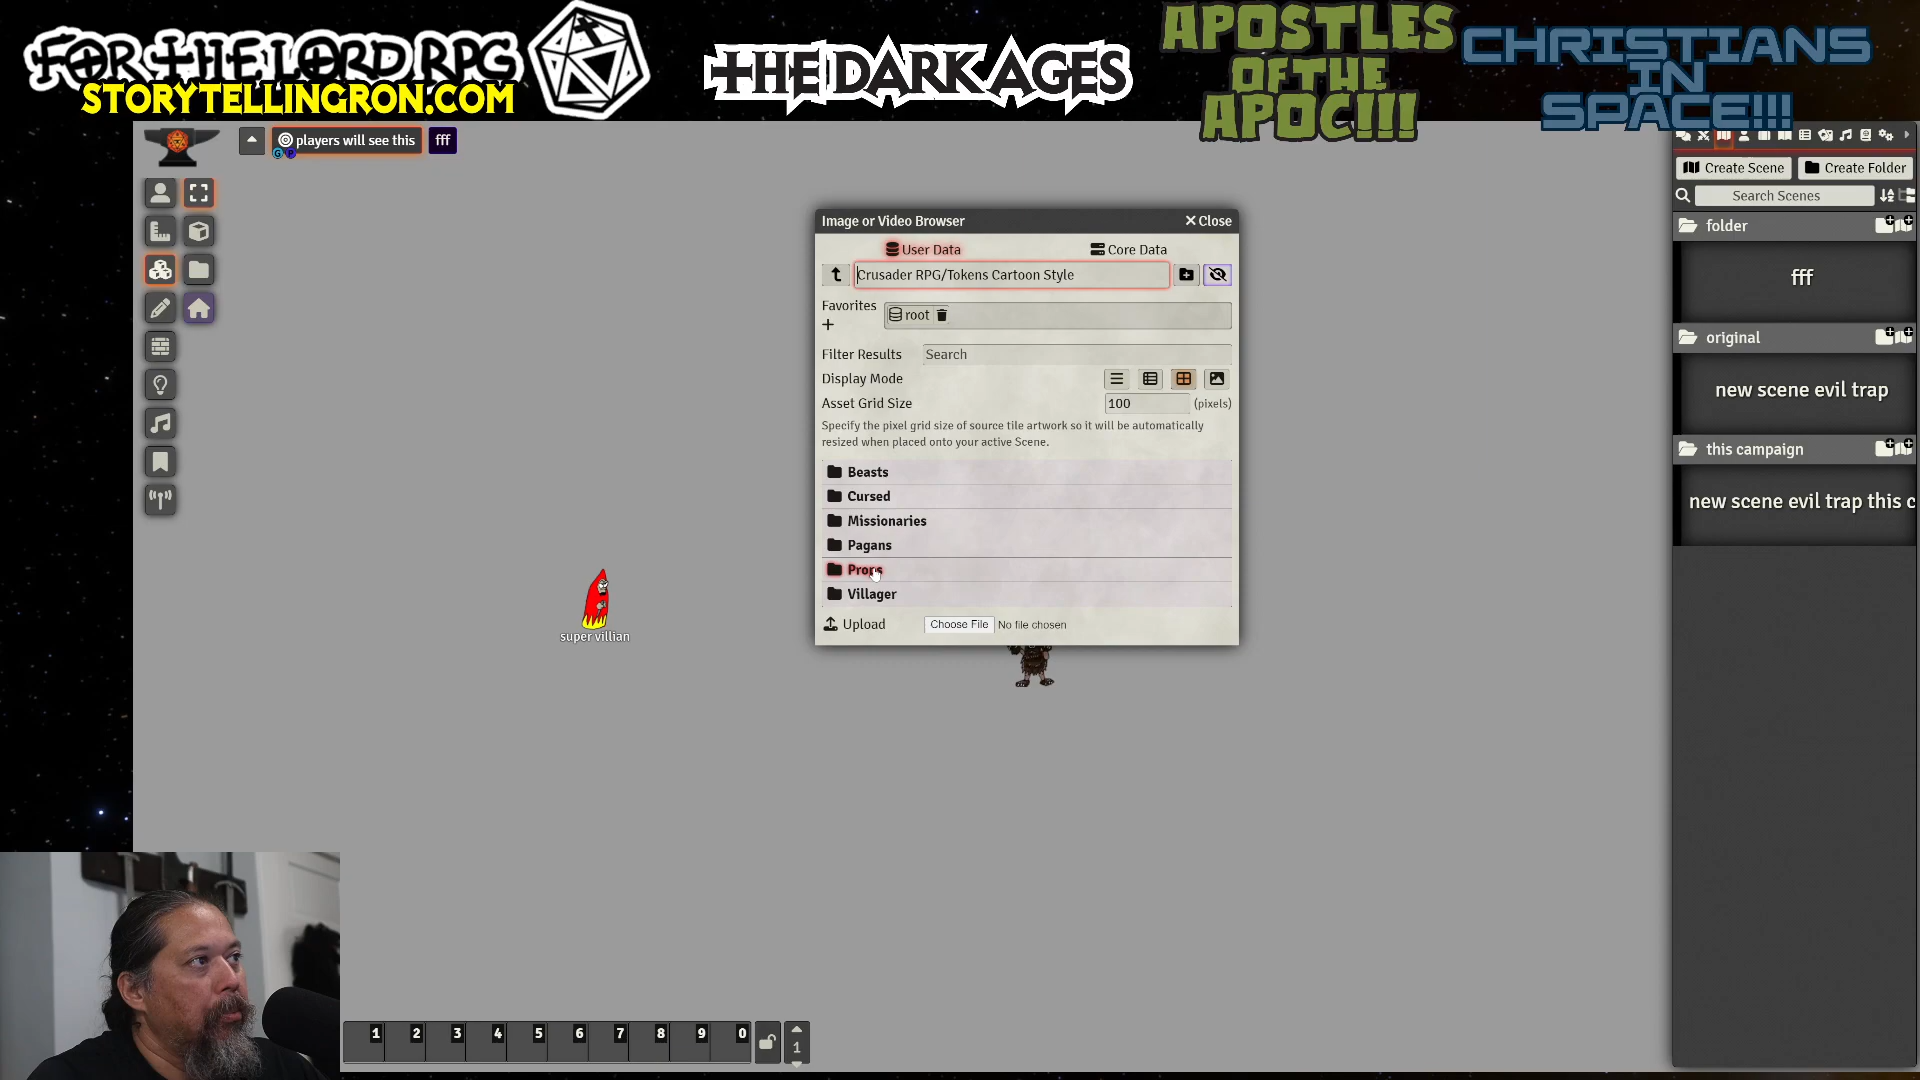 FOR THE LORD RPG
STORYTELLINGRON.COM
THE DARK AGES
APOSTLES
OF THE
APOC!!!
CHRISTIANS
IN
SPACE!!!
players will see this
fff
G P
Image or Video Browser
Close
User Data
Core Data
Crusader RPG/Tokens Cartoon Style
Favorites
root
Filter Results
Search
Display Mode
Asset Grid Size
100
(pixels)
Specify the pixel grid size of source tile artwork so it will be automatically
resized when placed onto your active Scene.
Beasts
Cursed
Missionaries
Pagans
Props
Villager
Upload
Choose File
No file chosen
super villian
Create Scene
Create Folder
Search Scenes
folder
fff
original
new scene evil trap
this campaign
new scene evil trap this c
1 2 3 4 5 6 7 8 9 0
1